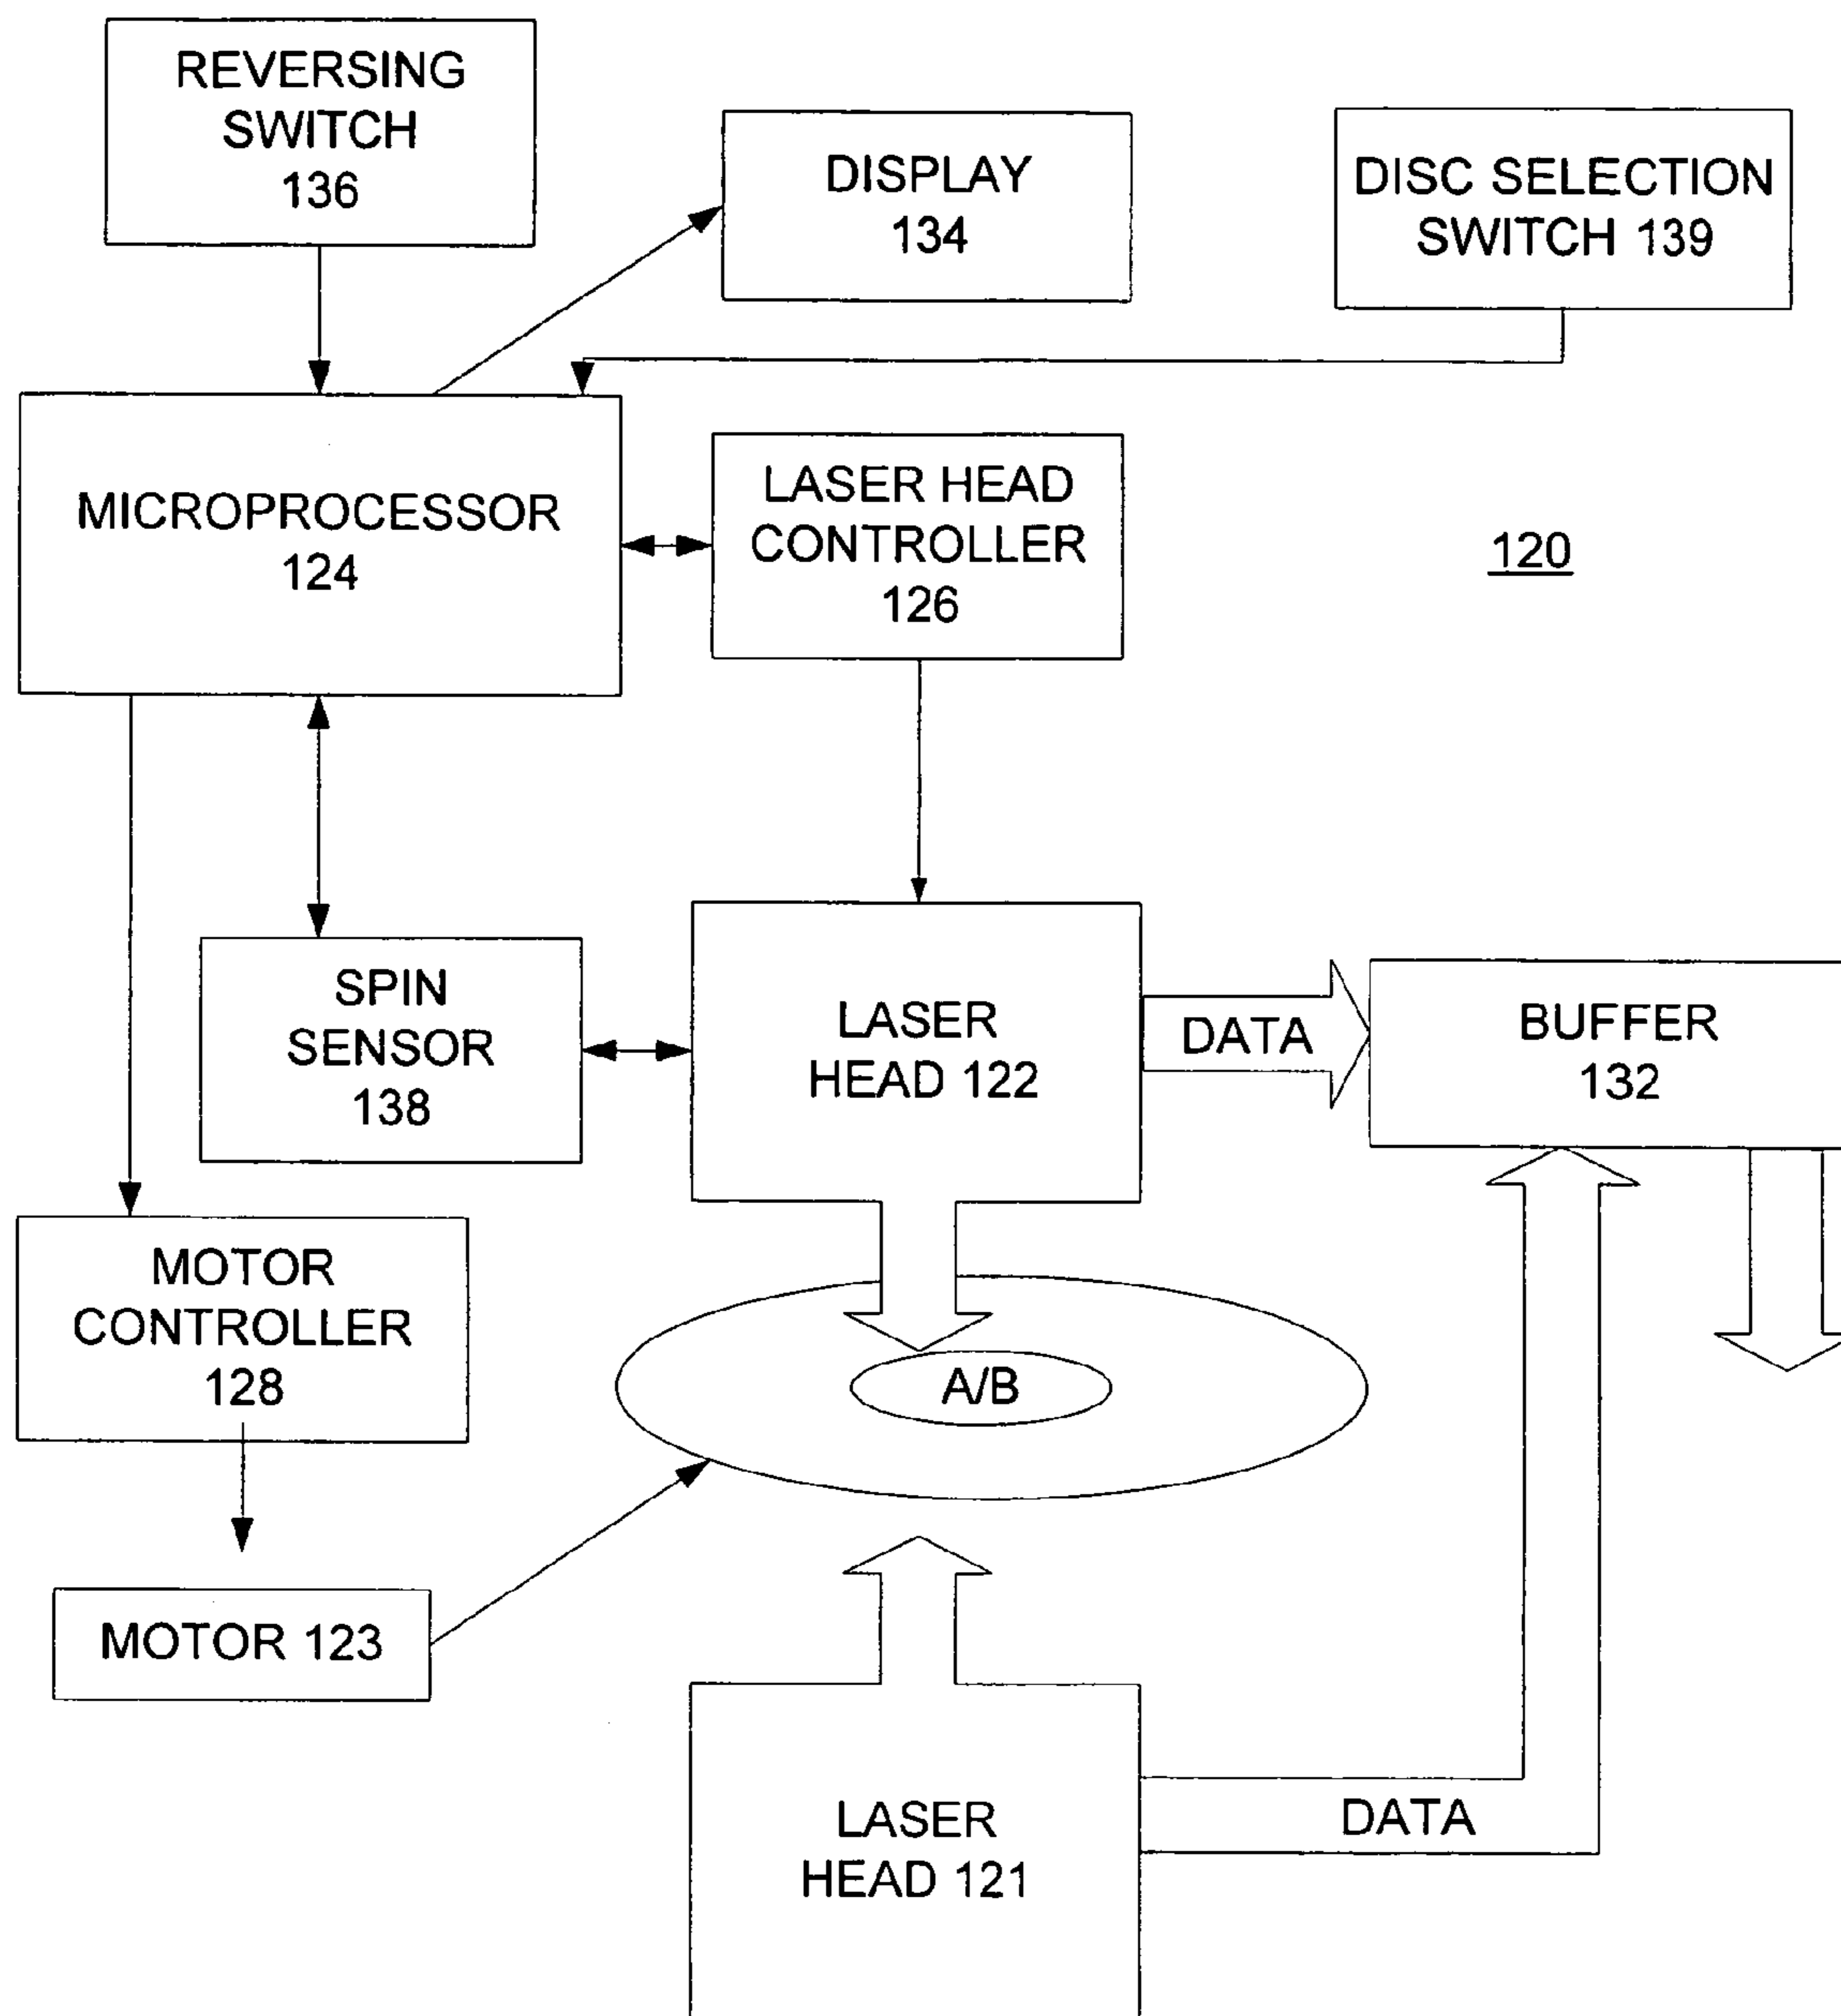 REVERSING
SWITCH
136
DISPLAY
134
DISC SELECTION
SWITCH 139
MICROPROCESSOR
124
LASER HEAD
CONTROLLER
126
120
SPIN
SENSOR
138
LASER
HEAD 122
DATA
BUFFER
132
MOTOR
CONTROLLER
128
A/B
MOTOR 123
LASER
HEAD 121
DATA